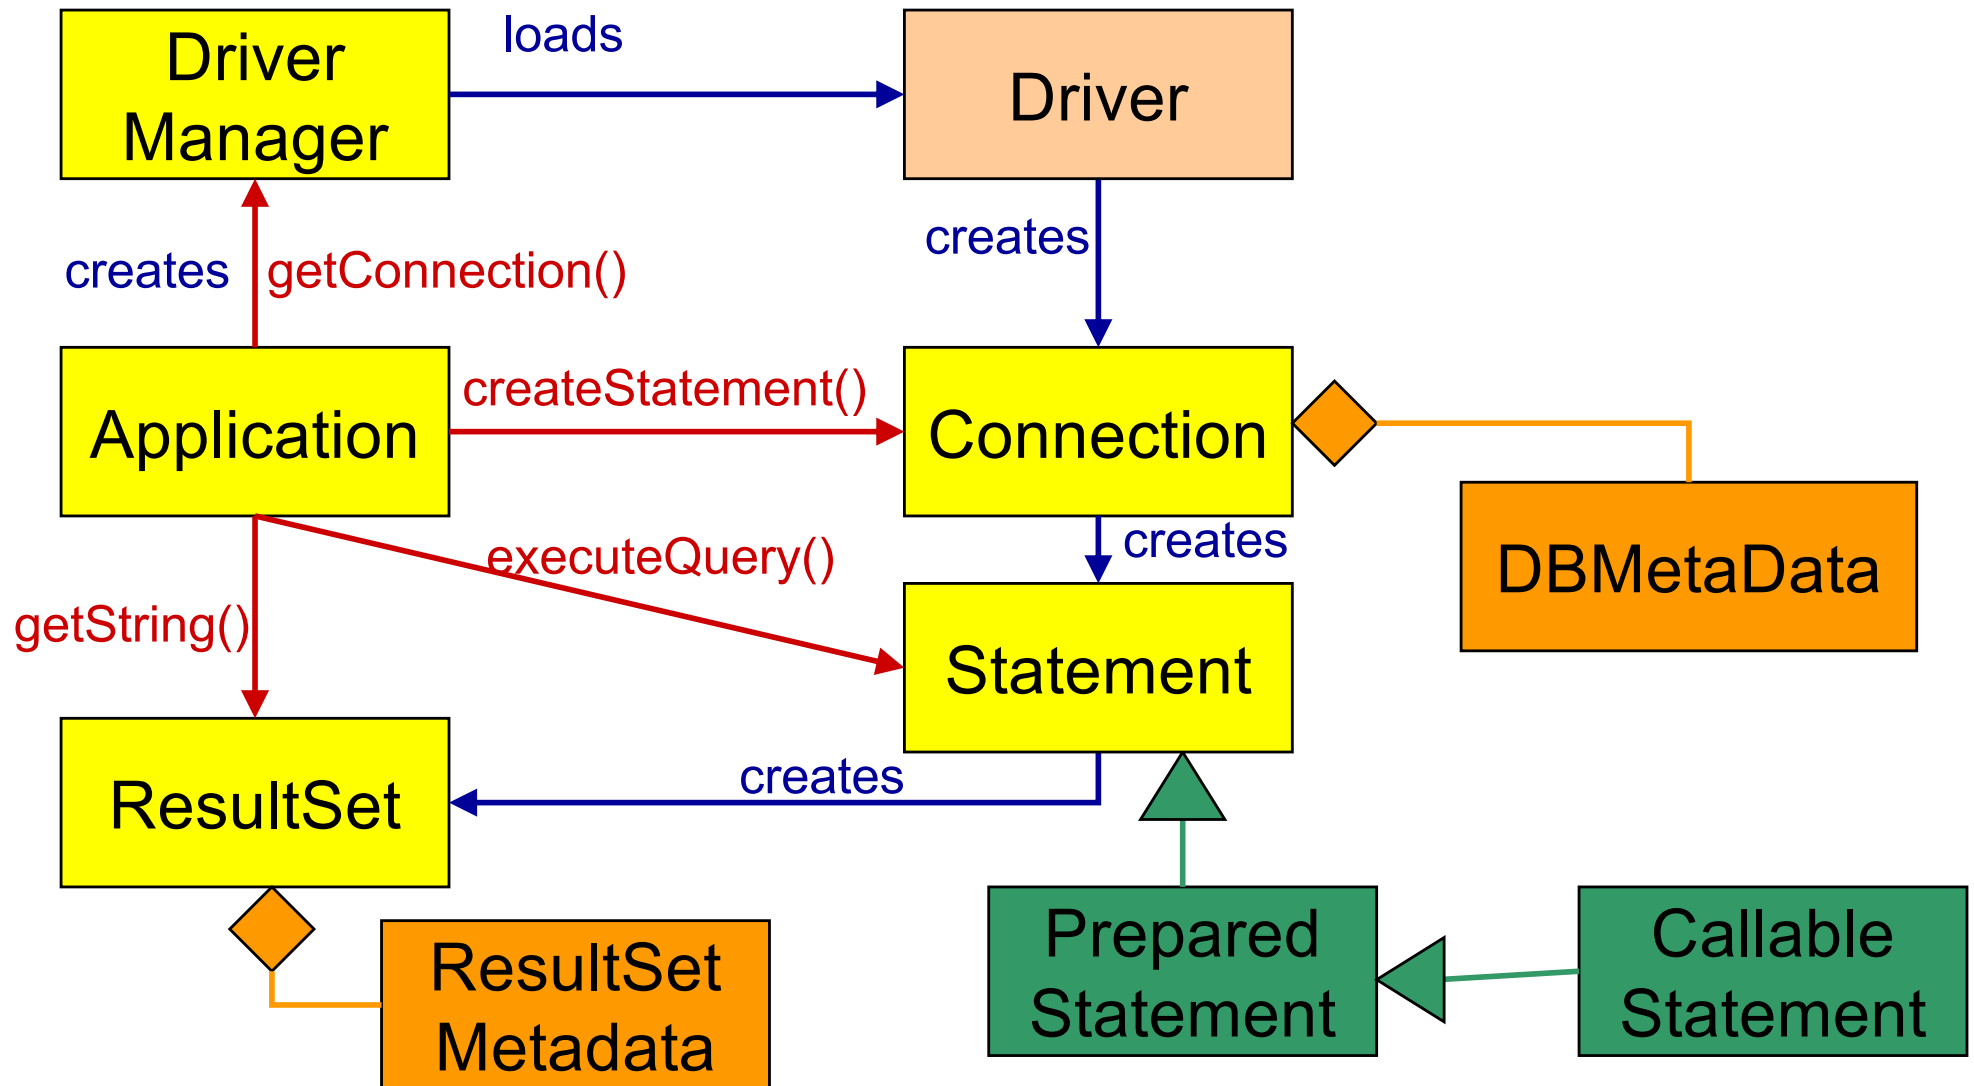 Driver
Manager
loads
Driver
creates
getConnection()
creates
Application
createStatement()
Connection
executeQuery()
creates
DBMetaData
getString()
Statement
ResultSet
creates
ResultSet
Metadata
Prepared
Statement
Callable
Statement